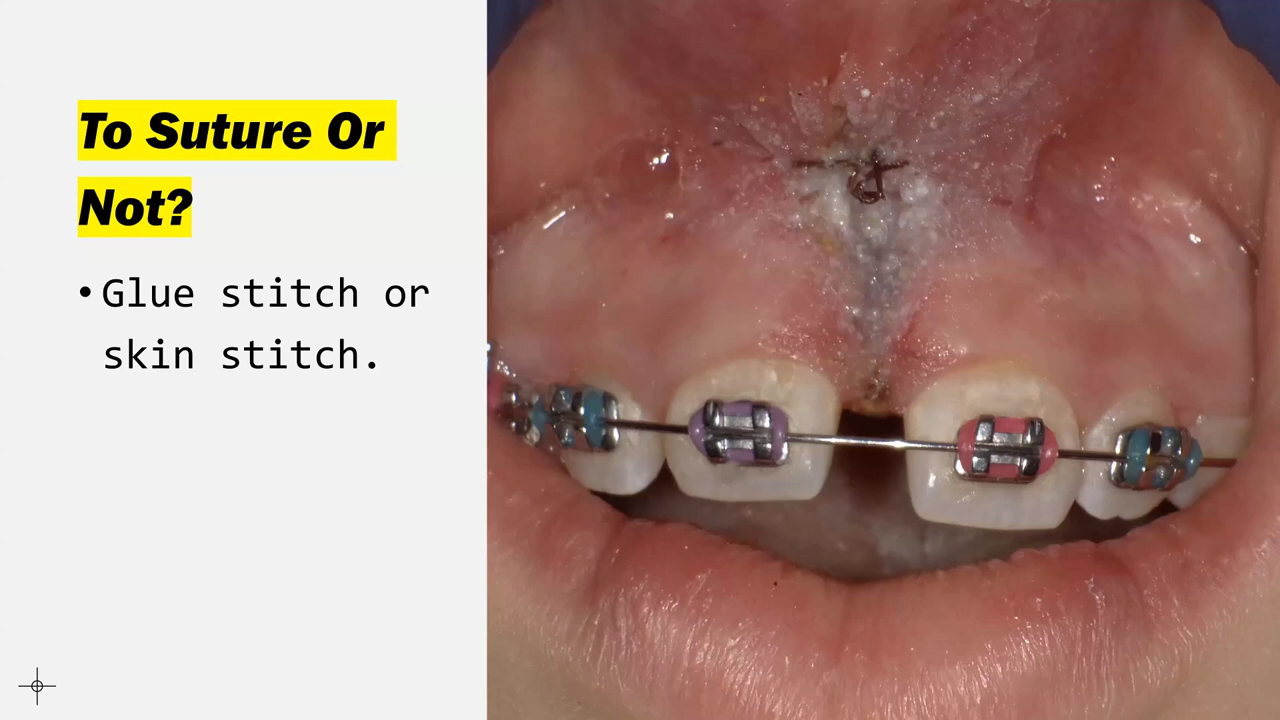 To Suture Or
Not?
• Glue stitch or
skin stitch.